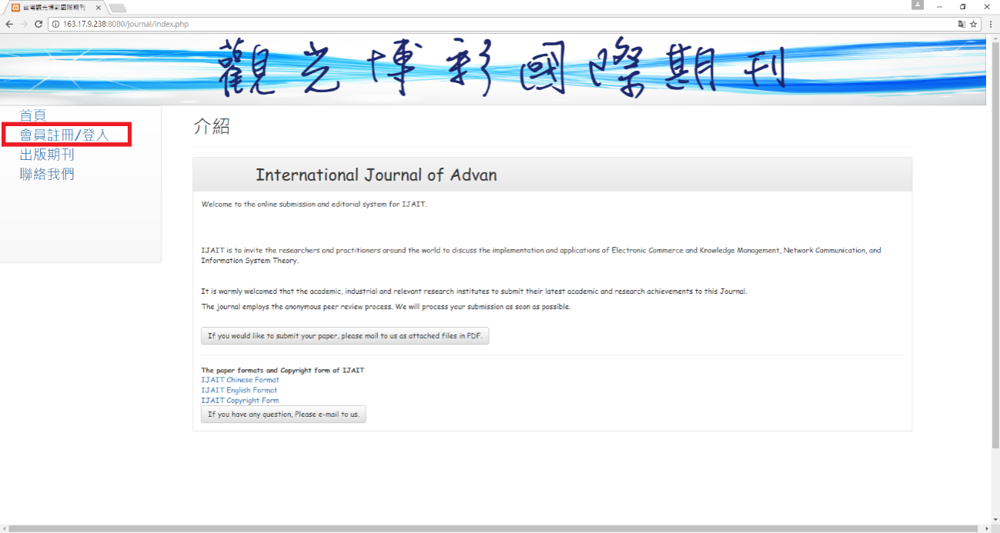 台灣觀光博彩國際期刊
163.17.9.238:8080/Journal/index.php
觀光博彩國際期刊
首頁
會員註冊/登入
出版期刊
聯絡我們
介紹
International Journal of Advan
Welcome to the online submission and editorial system for IJAIT.
IJAIT is to invite the researchers and practitioners around the world to discuss the implementation and applications of Electronic Commerce and Knowledge Management, Network Communication, and
Information System Theory.
It is warmly welcomed that the academic, industrial and relevant research institutes to submit their latest academic and research achievements to this Journal.
The journal employs the anonymous peer review process. We will process your submission as soon as possible.
If you would like to submit your paper, please mail to us as attached files in PDF.
The paper formats and Copyright form of IJAIT
IJAIT Chinese Format
IJAIT English Format
IJAIT Copyright Form
If you have any question, Please e-mail to us.